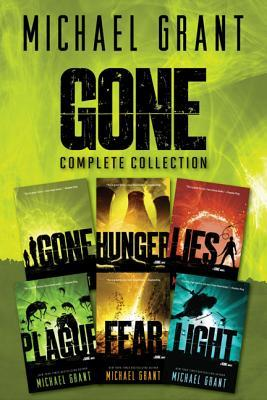 MICHAEL GRANT
GONE
COMPLETE COLLECTION
GONE
HUNGER
LIES
PLAGUE
FEAR
LIGHT
MICHAEL GRANT
MICHAEL GRANT
MICHAEL GRANT